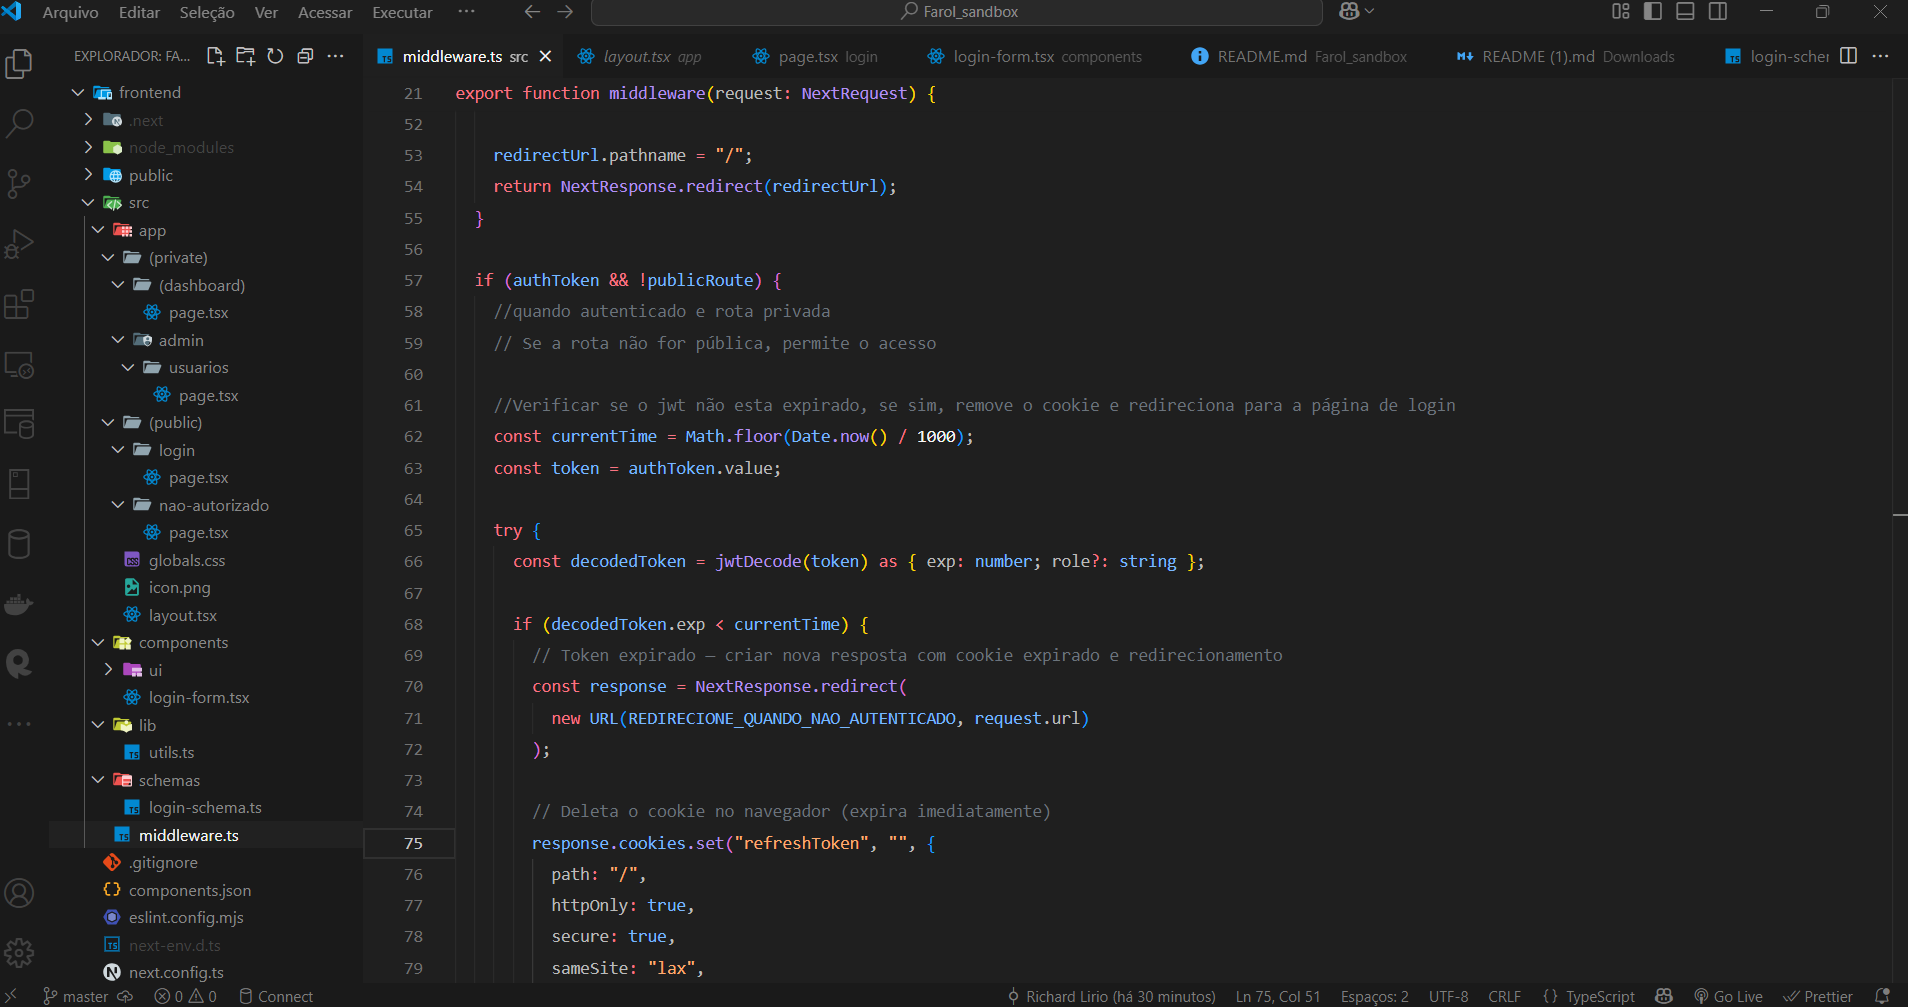 Arquivo Editar Seleção Ver Acessar Executar ··· Farol_sandbox
EXPLORADOR: FA...
frontend
.next
node_modules
public
src
app
(private)
(dashboard)
page.tsx
admin
usuarios
page.tsx
(public)
login
page.tsx
nao-autorizado
page.tsx
globals.css
icon.png
layout.tsx
components
ui
login-form.tsx
lib
utils.ts
schemas
login-schema.ts
middleware.ts
.gitignore
components.json
eslint.config.mjs
next-env.d.ts
next.config.ts
middleware.ts src layout.tsx app page.tsx login login-form.tsx components README.md Farol_sandbox README (1).md Downloads login-scher
21 export function middleware(request: NextRequest) {
52
53 redirectUrl.pathname = "/";
54 return NextResponse.redirect(redirectUrl);
55 }
56
57 if (authToken && !publicRoute) {
58 //quando autenticado e rota privada
59 // Se a rota não for pública, permite o acesso
60
61 //Verificar se o jwt não esta expirado, se sim, remove o cookie e redireciona para a página de login
62 const currentTime = Math.floor(Date.now() / 1000);
63 const token = authToken.value;
64
65 try {
66 const decodedToken = jwtDecode(token) as { exp: number; role?: string };
67
68 if (decodedToken.exp < currentTime) {
69 // Token expirado — criar nova resposta com cookie expirado e redirecionamento
70 const response = NextResponse.redirect(
71 new URL(REDIRECIONE_QUANDO_NAO_AUTENTICADO, request.url)
72 );
73
74 // Deleta o cookie no navegador (expira imediatamente)
75 response.cookies.set("refreshToken", "", {
76 path: "/",
77 httpOnly: true,
78 secure: true,
79 sameSite: "lax",
master 0 0 Connect Richard Lirio (há 30 minutos) Ln 75, Col 51 Espaços: 2 UTF-8 CRLF {} TypeScript Go Live Prettier